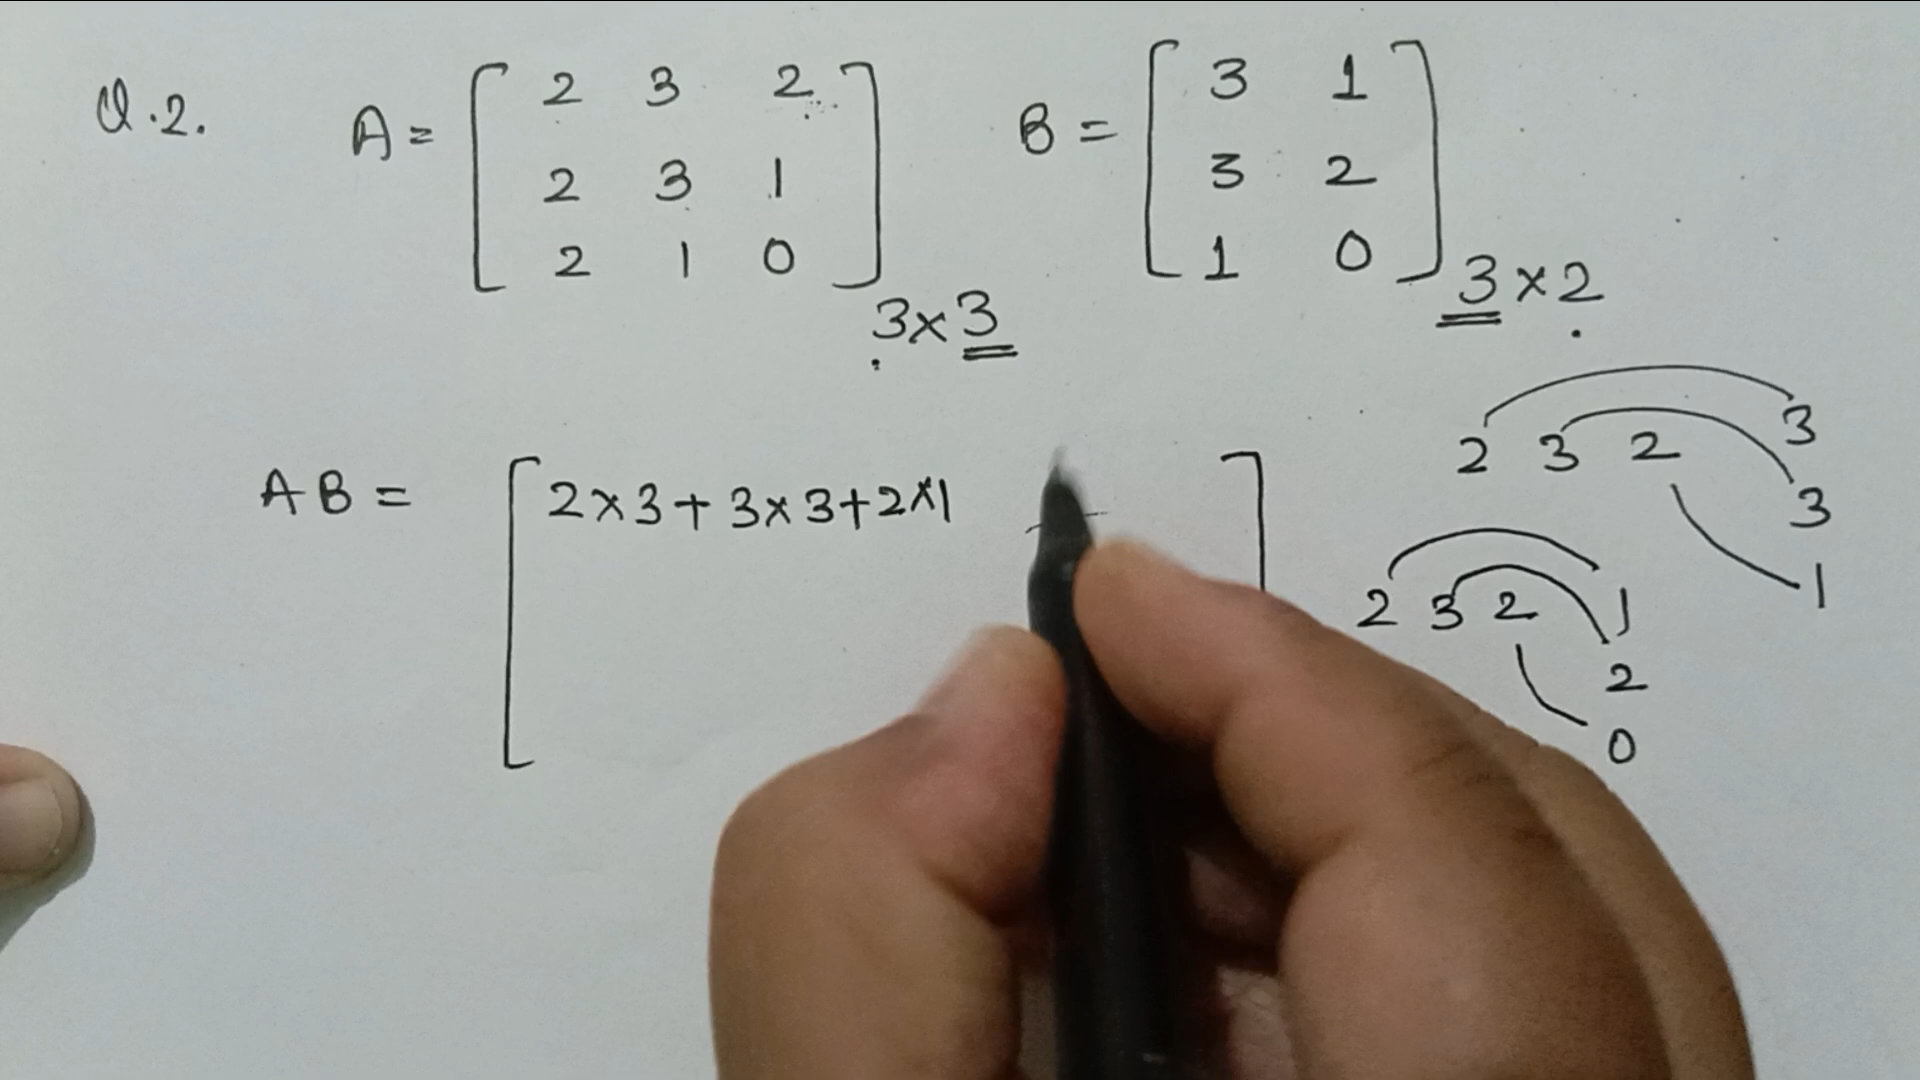 Q.2. A = [ 2 3 2 B = [ 3 1 ]
2 3 1 3 2
2 1 0 ] 1 0 ]
3×3 3×2
AB = [ 2×3+3×3+2×1 ]
2 3 2 3
3
1
2 3 2 1
2
0